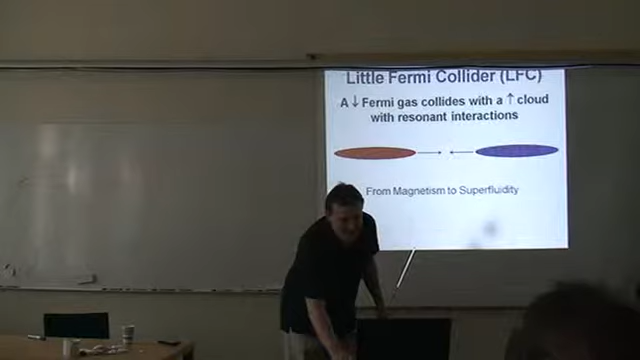 Little Fermi Collider (LFC)
A ↓ Fermi gas collides with a ↑ cloud
with resonant interactions
From Magnetism to Superfluidity